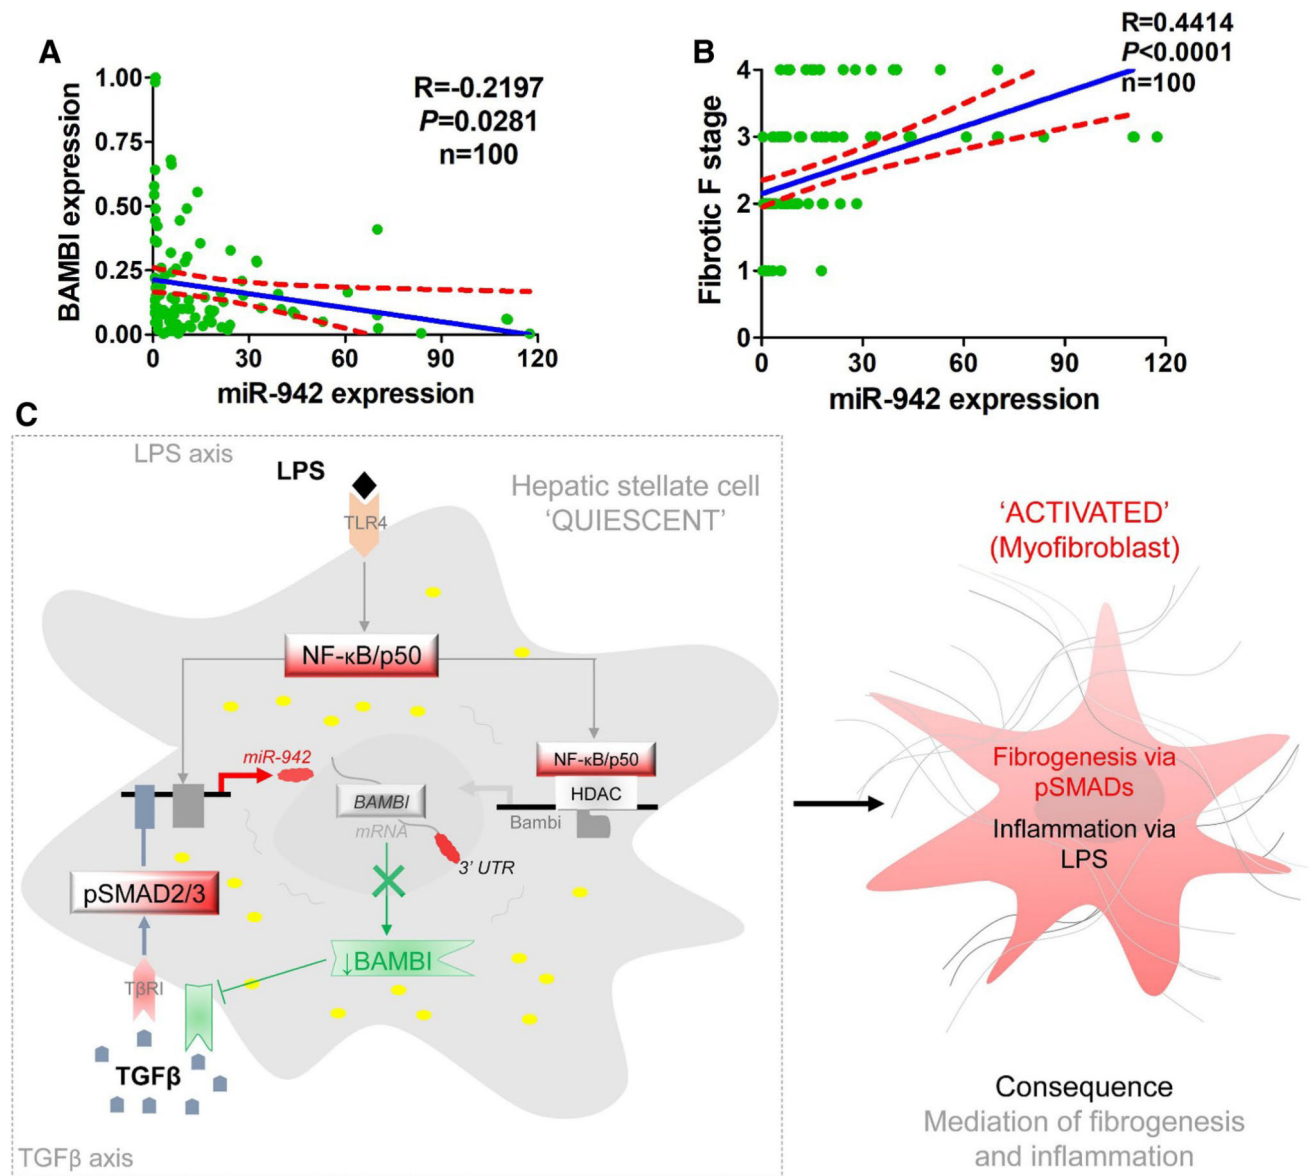 A
R=-0.2197
P=0.0281
n=100
BAMBI expression
1.00
0.75
0.50
0.25
0.00
0 30 60 90 120
miR-942 expression
B
R=0.4414
P<0.0001
n=100
Fibrotic F stage
4
3
2
1
0
0 30 60 90 120
miR-942 expression
C
LPS axis
LPS
TLR4
Hepatic stellate cell
‘QUIESCENT’
NF-κB/p50
miR-942
BAMBI
mRNA
3’ UTR
NF-κB/p50
HDAC
Bambi
pSMAD2/3
↓BAMBI
TβRI
TGFβ
TGFβ axis
‘ACTIVATED’
(Myofibroblast)
Fibrogenesis via
pSMADs
Inflammation via
LPS
Consequence
Mediation of fibrogenesis
and inflammation